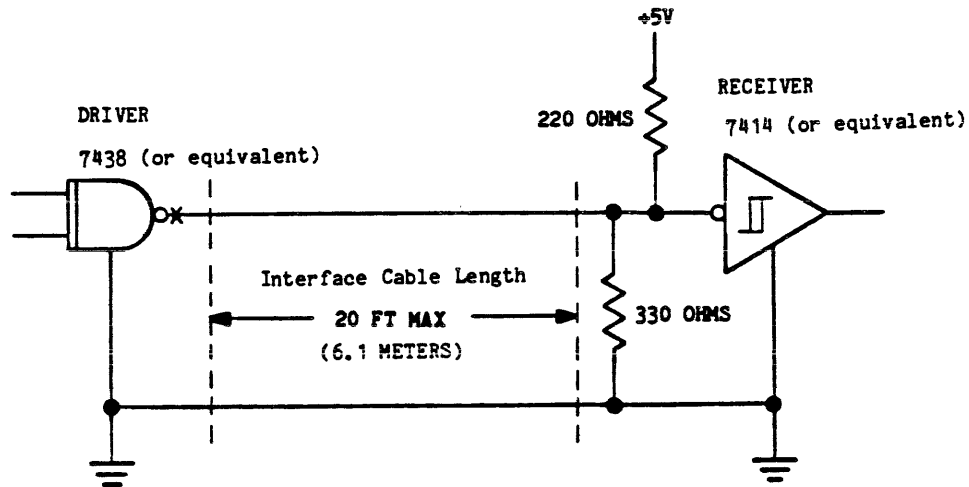 +5V
DRIVER
7438 (or equivalent)
220 OHMS
RECEIVER
7414 (or equivalent)
Interface Cable Length
20 FT MAX
(6.1 METERS)
330 OHMS